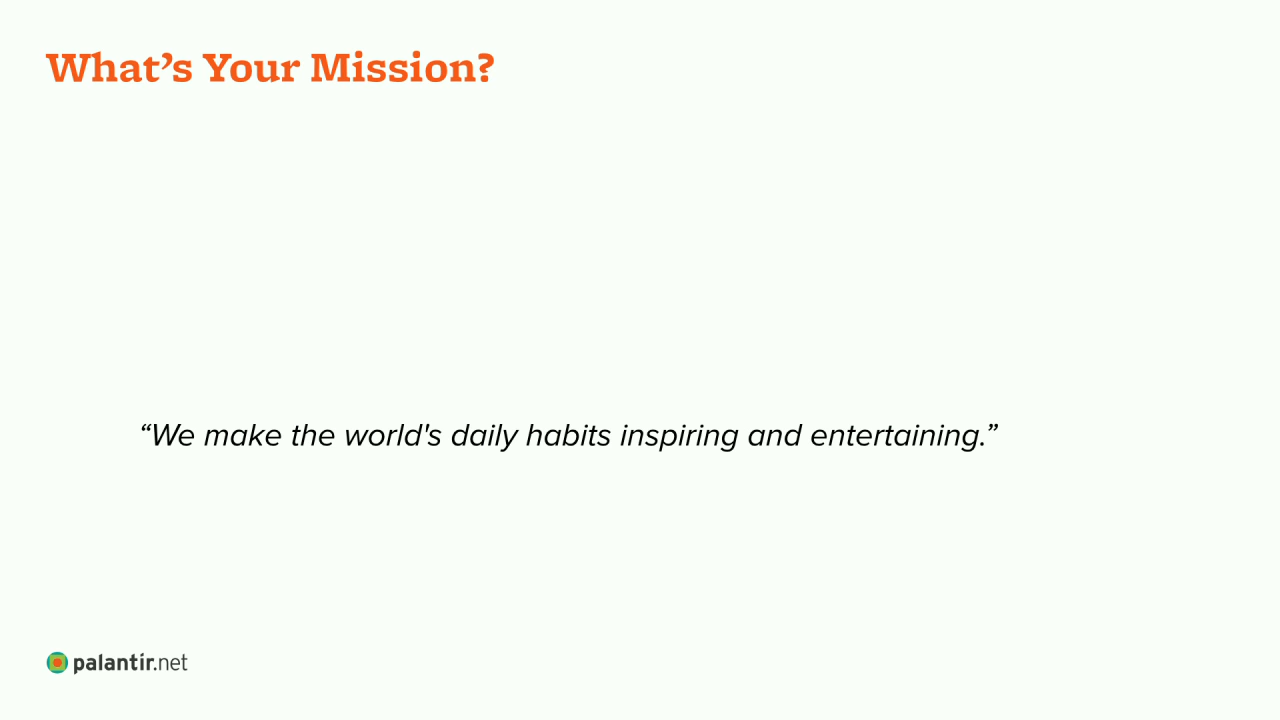 What’s Your Mission?
“We make the world's daily habits inspiring and entertaining.”
palantir.net